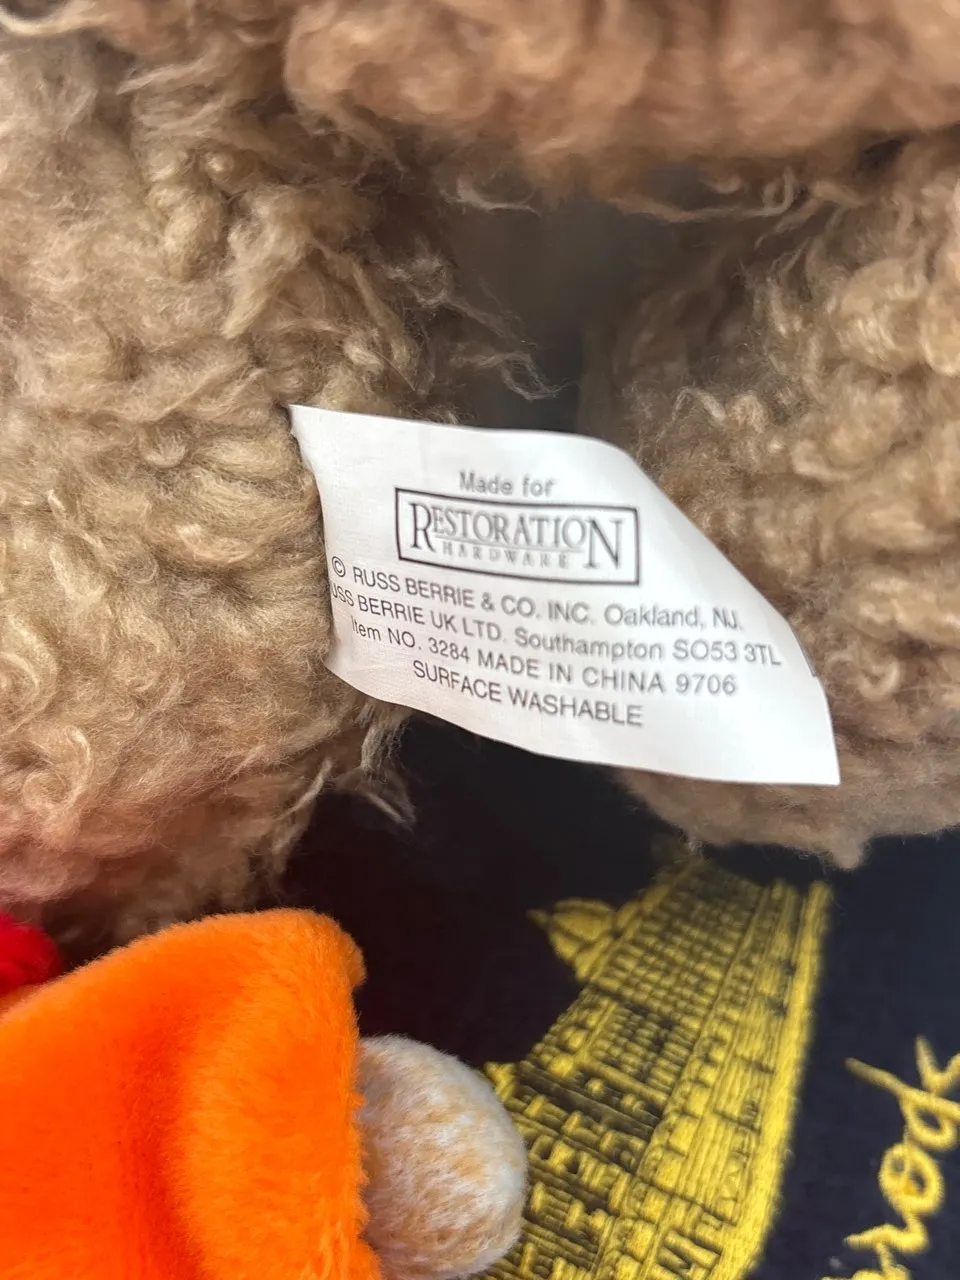 Made for
RESTORATION
HARDWARE
© RUSS BERRIE & CO. INC. Oakland, NJ.
USS BERRIE UK LTD. Southampton SO53 3TL
Item NO. 3284 MADE IN CHINA 9706
SURFACE WASHABLE